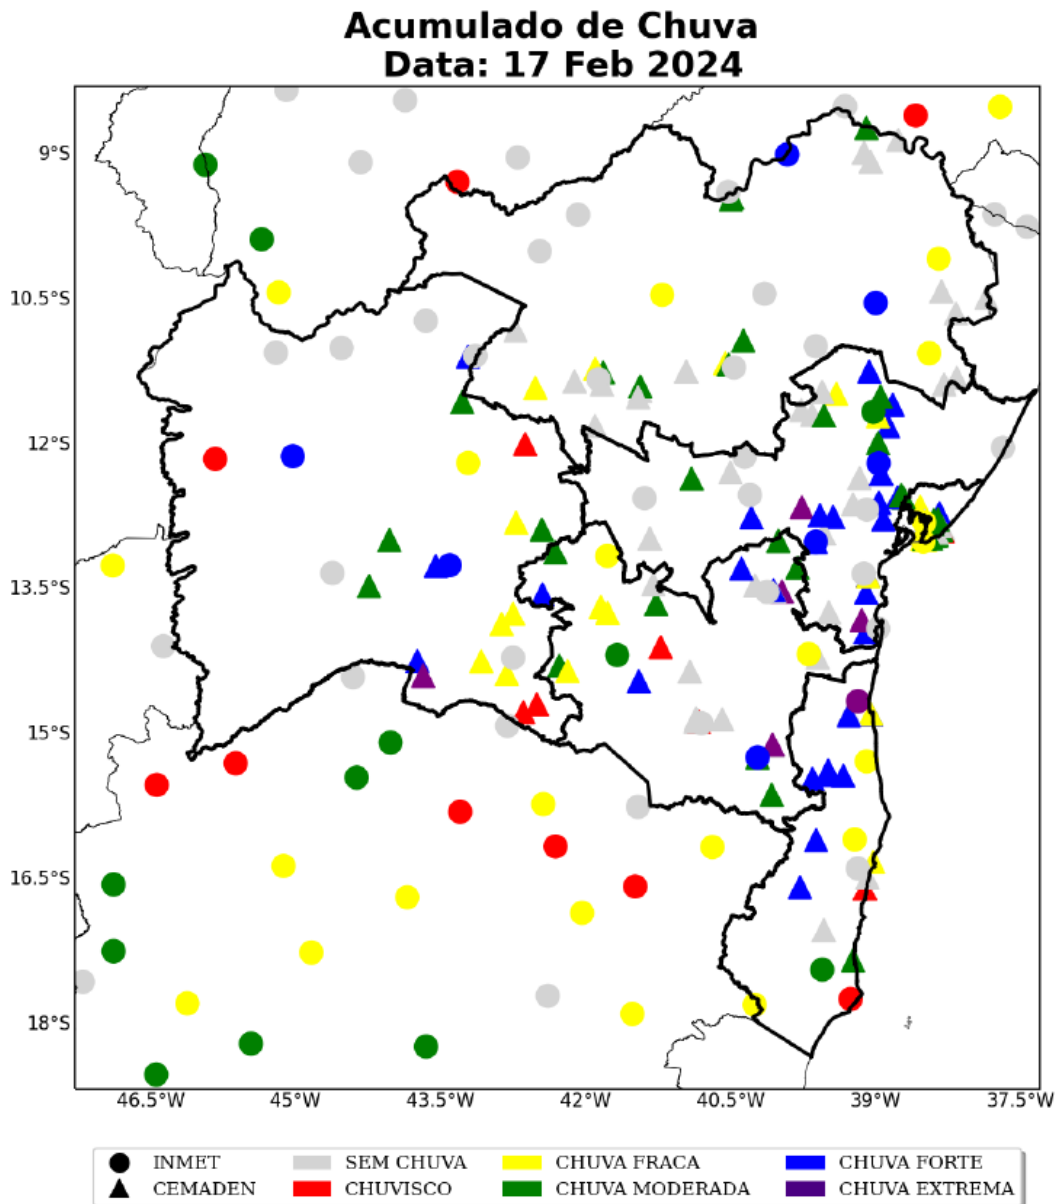 Acumulado de Chuva
Data: 17 Feb 2024
9°S
10.5°S
12°S
13.5°S
15°S
16.5°S
18°S
46.5°W 45°W 43.5°W 42°W 40.5°W 39°W 37.5°W
INMET SEM CHUVA CHUVA FRACA CHUVA FORTE
CEMADEN CHUVISCO CHUVA MODERADA CHUVA EXTREMA